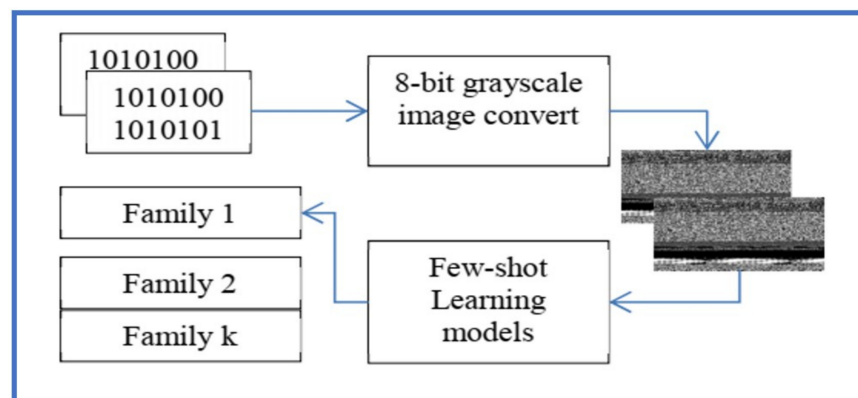 1010100
1010100
1010101
8-bit grayscale
image convert
Family 1
Family 2
Family k
Few-shot
Learning
models